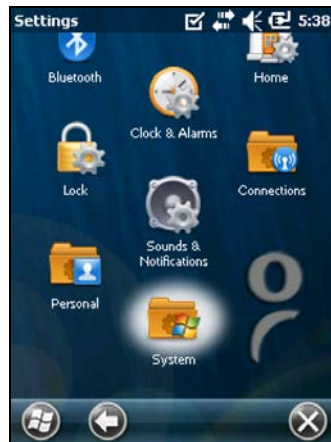 Settings 5:38
Bluetooth
Home
Clock & Alarms
Lock
Connections
Sounds &
Notifications
Personal
System